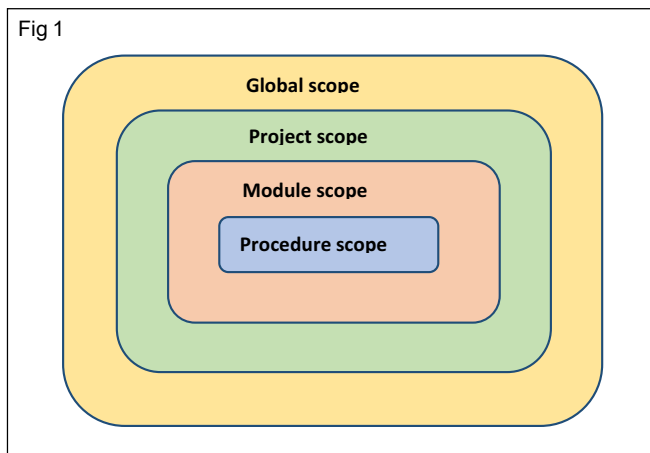 Fig 1
Global scope
Project scope
Module scope
Procedure scope